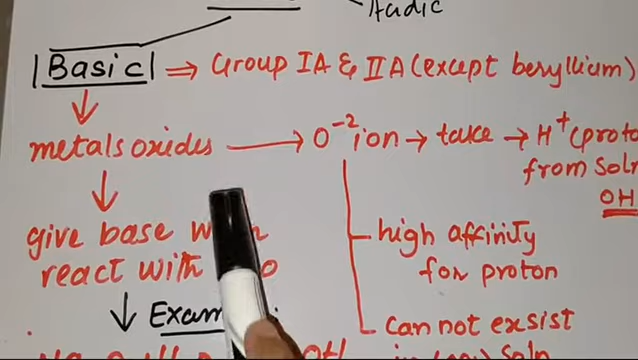 Acidic
Basic ⇒ Group IA & IIA (except beryllium)
metals oxides → O⁻² ion → take → H⁺ (proto
from Soln
OH
give base w
react with
high affinity
for proton
Exam
can not exsist